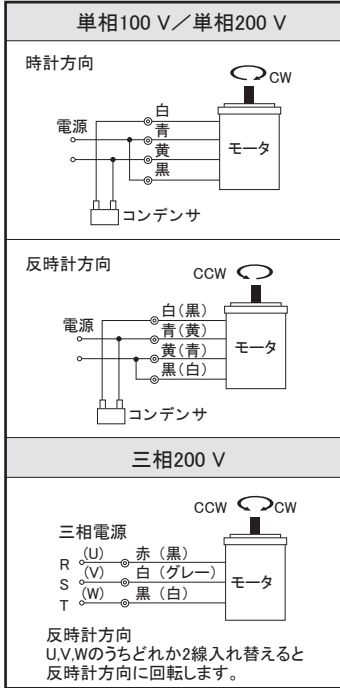 単相100 V／単相200 V
時計方向
CW
白
電源
青
黄
モータ
黒
コンデンサ
反時計方向
CCW
白（黒）
電源
青（黄）
黄（青）
モータ
黒（白）
コンデンサ
三相200 V
CCW CW
三相電源
R (U) 赤（黒）
S (V) 白（グレー） モータ
T (W) 黒（白）
反時計方向
U,V,Wのうちどれか2線入れ替えると
反時計方向に回転します。